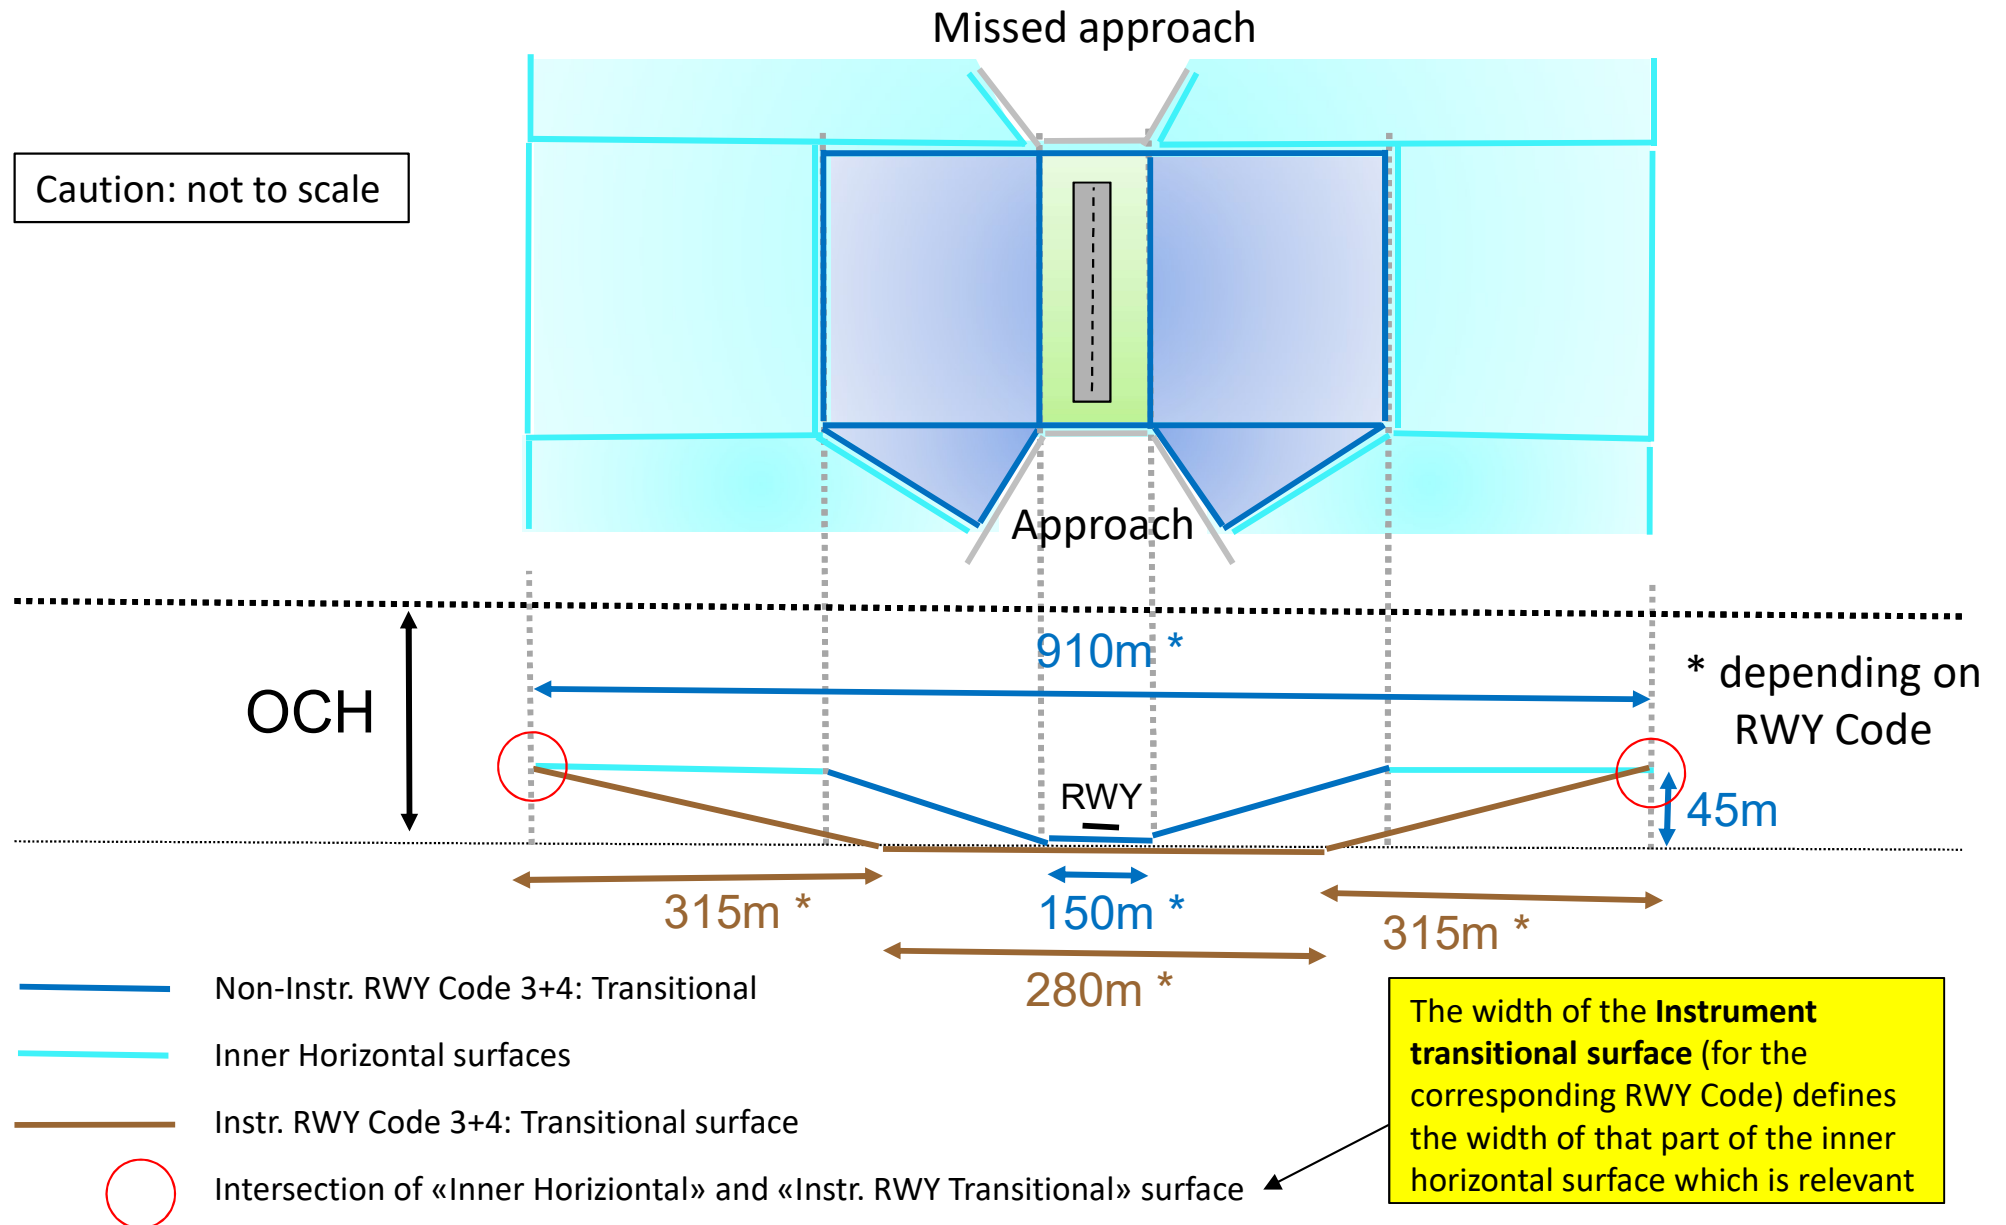 Missed approach
Caution: not to scale
Approach
910m *
* depending on
RWY Code
OCH
RWY
45m
315m *
150m *
315m *
280m *
Non-Instr. RWY Code 3+4: Transitional
Inner Horizontal surfaces
Instr. RWY Code 3+4: Transitional surface
Intersection of «Inner Horiziontal» and «Instr. RWY Transitional» surface
The width of the Instrument
transitional surface (for the
corresponding RWY Code) defines
the width of that part of the inner
horizontal surface which is relevant